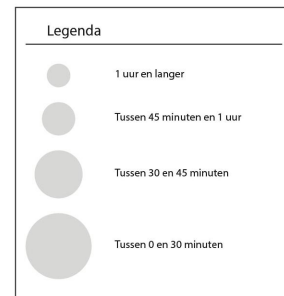 Legenda
1 uur en langer
Tussen 45 minuten en 1 uur
Tussen 30 en 45 minuten
Tussen 0 en 30 minuten